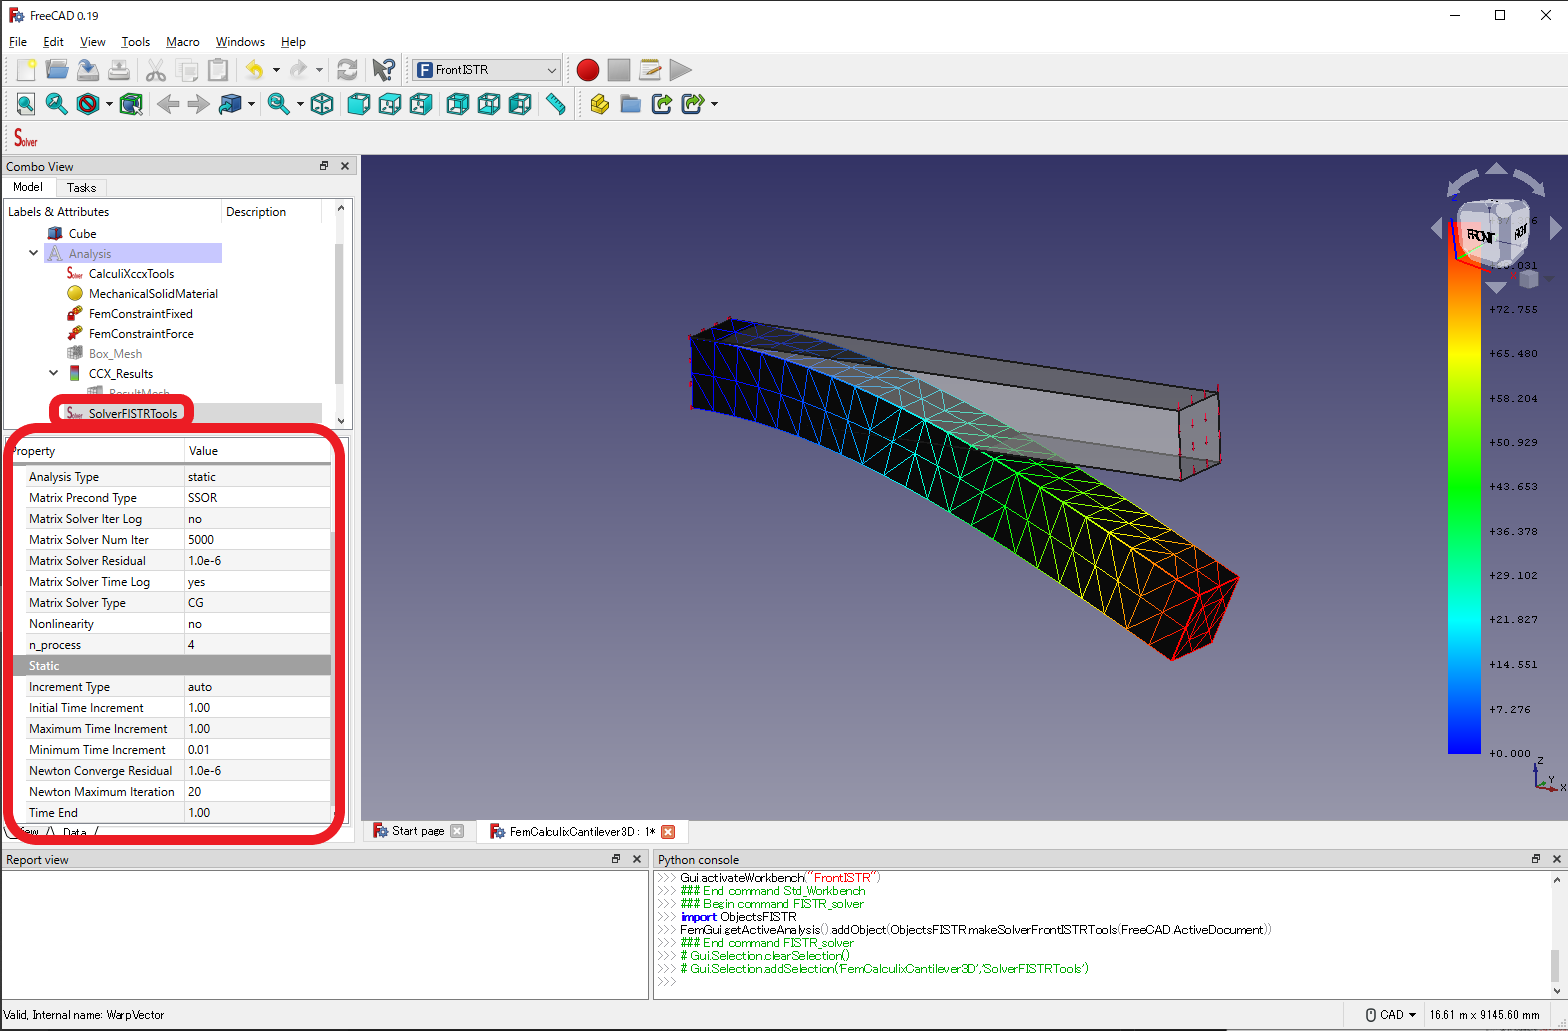 FreeCAD 0.19
File Edit View Tools Macro Windows Help
FrontISTR
Solver
Combo View
Model Tasks
Labels & Attributes Description
Cube
Analysis
Solver CalculiXccxTools
MechanicalSolidMaterial
FemConstraintFixed
FemConstraintForce
Box_Mesh
CCX_Results
ResultMesh
Solver SolverFISTRTools
Property Value
Analysis Type static
Matrix Precond Type SSOR
Matrix Solver Iter Log no
Matrix Solver Num Iter 5000
Matrix Solver Residual 1.0e-6
Matrix Solver Time Log yes
Matrix Solver Type CG
Nonlinearity no
n_process 4
Static
Increment Type auto
Initial Time Increment 1.00
Maximum Time Increment 1.00
Minimum Time Increment 0.01
Newton Converge Residual 1.0e-6
Newton Maximum Iteration 20
Time End 1.00
View Data
FRONT
Z
+72.755
+65.480
+58.204
+50.929
+43.653
+36.378
+29.102
+21.827
+14.551
+7.276
+0.000
Z
Y
X
Start page
FemCalculixCantilever3D : 1*
Report view
Python console
>>> Gui.activateWorkbench("FrontISTR")
>>> ### End command Std_Workbench
>>> ### Begin command FISTR_solver
>>> import ObjectsFISTR
>>> FemGui.getActiveAnalysis().addObject(ObjectsFISTR.makeSolverFrontISTRTools(FreeCAD.ActiveDocument))
>>> ### End command FISTR_solver
>>> # Gui.Selection.clearSelection()
>>> # Gui.Selection.addSelection('FemCalculixCantilever3D','SolverFISTRTools')
>>>
Valid, Internal name: WarpVector
CAD
16.61 m x 9145.60 mm